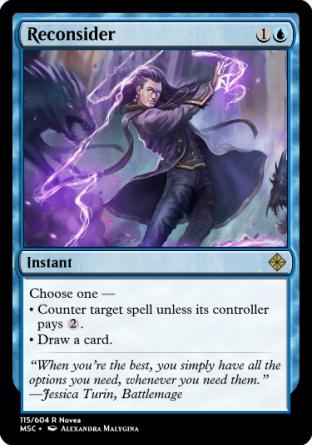 Reconsider 1
Instant
Choose one —
• Counter target spell unless its controller
pays 2.
• Draw a card.
"When you're the best, you simply have all the
options you need, whenever you need them."
—Jessica Turin, Battlemage
115/604 R Novea
MSC • Alexandra Malygina